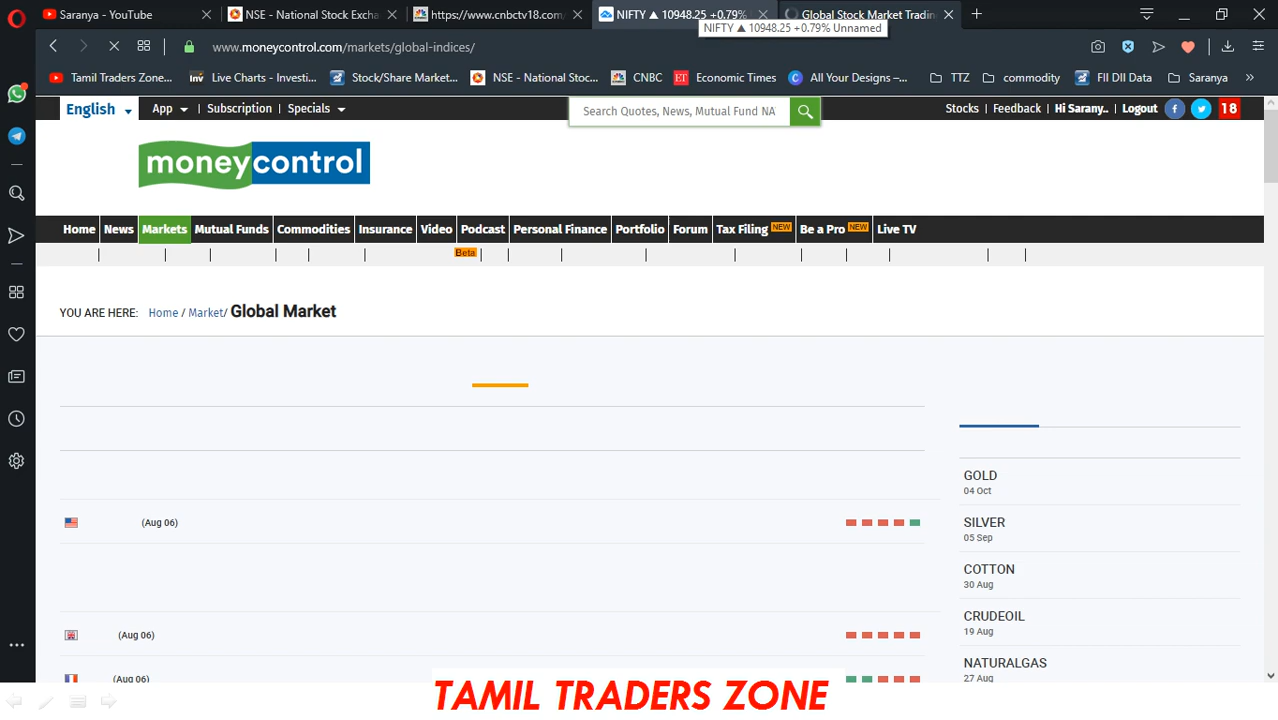 Saranya - YouTube
NSE - National Stock Excha
https://www.cnbctv18.com/
NIFTY ▲ 10948.25 +0.79%
Global Stock Market Tradin
NIFTY ▲ 10948.25 +0.79% Unnamed
www.moneycontrol.com/markets/global-indices/
Tamil Traders Zone...
Live Charts - Investi...
Stock/Share Market...
NSE - National Stoc...
CNBC
ET Economic Times
All Your Designs –...
TTZ
commodity
FII DII Data
Saranya
English
App
Subscription
Specials
Search Quotes, News, Mutual Fund NA
Stocks
Feedback
Hi Sarany..
Logout
18
moneycontrol
Home
News
Markets
Mutual Funds
Commodities
Insurance
Video
Podcast
Personal Finance
Portfolio
Forum
Tax Filing NEW
Be a Pro NEW
Live TV
Beta
YOU ARE HERE: Home / Market/ Global Market
GOLD
04 Oct
(Aug 06)
SILVER
05 Sep
COTTON
30 Aug
CRUDEOIL
19 Aug
(Aug 06)
NATURALGAS
27 Aug
(Aug 06)
TAMIL TRADERS ZONE